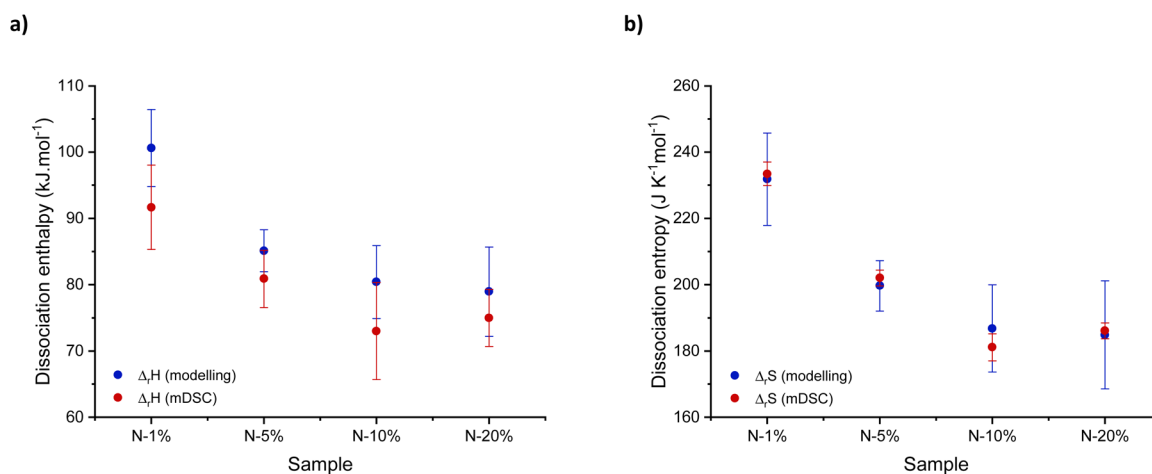 a)
Dissociation enthalpy (kJ.mol⁻¹)
110
100
90
80
70
60
ΔᵣH (modelling)
ΔᵣH (mDSC)
N-1%
N-5%
N-10%
N-20%
Sample
b)
Dissociation entropy (J K⁻¹mol⁻¹)
260
240
220
200
180
160
ΔᵣS (modelling)
ΔᵣS (mDSC)
N-1%
N-5%
N-10%
N-20%
Sample